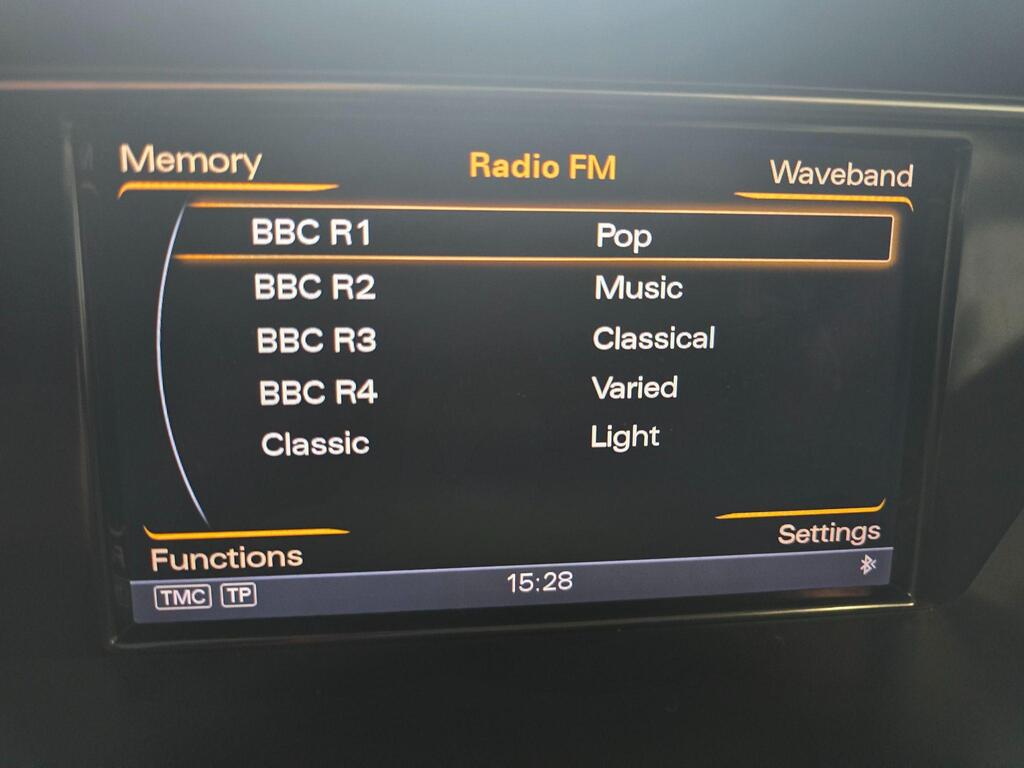 Memory Radio FM Waveband
BBC R1 Pop
BBC R2 Music
BBC R3 Classical
BBC R4 Varied
Classic Light
Functions Settings
TMC TP 15:28